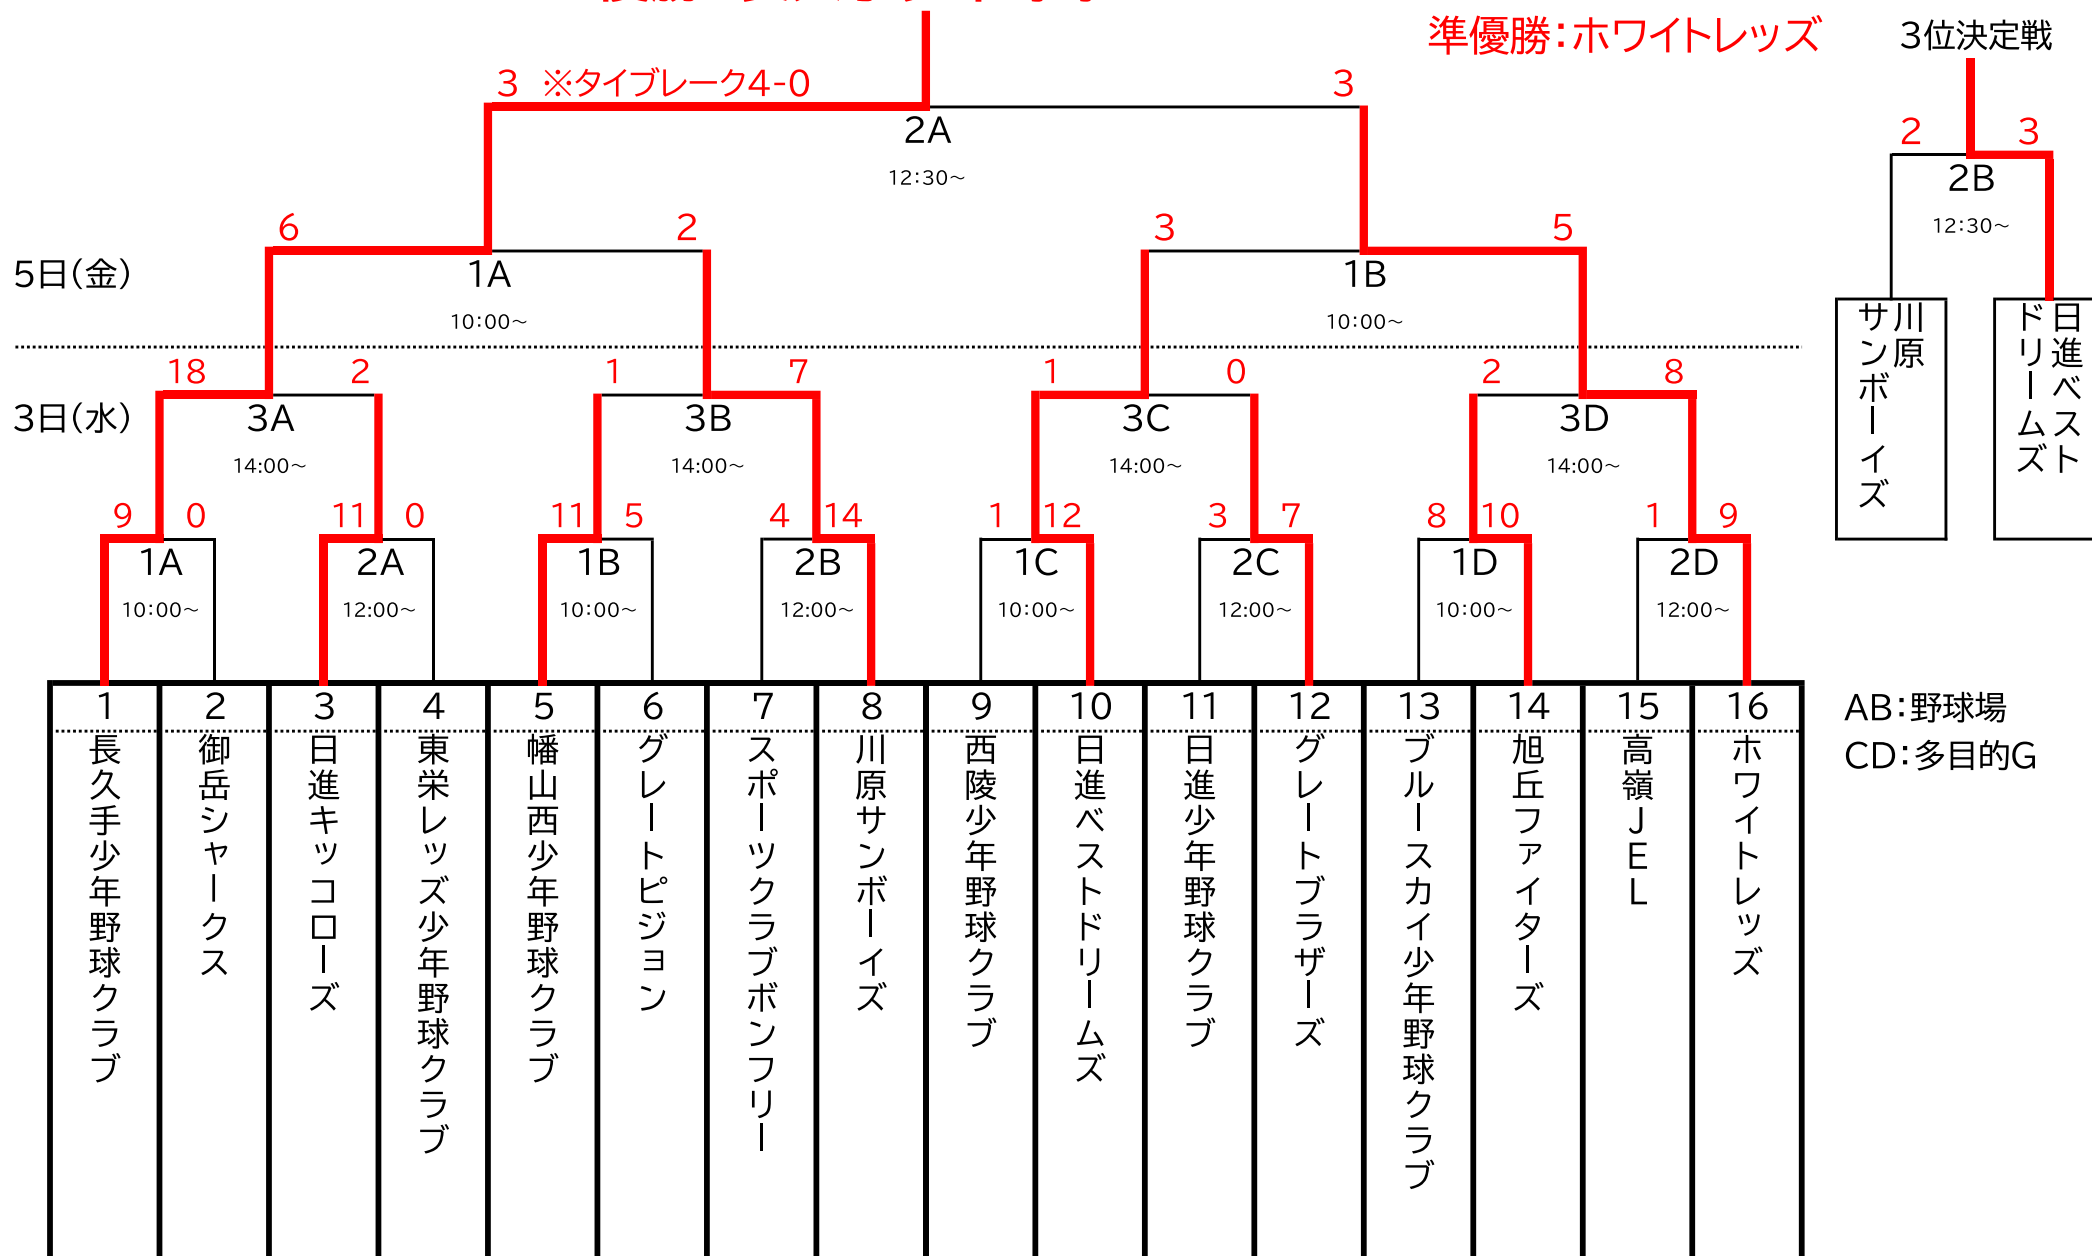 準優勝：ホワイトレッズ
3位決定戦
3 ※タイブレーク4-0 3
2A
12:30～
2 3
2B
12:30～
川原サンボーイズ
日進ベストドリームズ
6 2 3 5
5日(金)
1A 1B
10:00～ 10:00～
18 2 1 7 1 0 2 8
3日(水)
3A 3B 3C 3D
14:00～ 14:00～ 14:00～ 14:00～
9 0 11 0 11 5 4 14 1 12 3 7 8 10 1 9
1A 2A 1B 2B 1C 2C 1D 2D
10:00～ 12:00～ 10:00～ 12:00～ 10:00～ 12:00～ 10:00～ 12:00～
1 2 3 4 5 6 7 8 9 10 11 12 13 14 15 16
長久手少年野球クラブ
御岳シャークス
日進キッコローズ
東栄レッズ少年野球クラブ
幡山西少年野球クラブ
グレートピジョン
スポーツクラブボンフリー
川原サンボーイズ
西陵少年野球クラブ
日進ベストドリームズ
日進少年野球クラブ
グレートブラザーズ
ブルースカイ少年野球クラブ
旭丘ファイターズ
高嶺JEL
ホワイトレッズ
AB：野球場
CD：多目的G